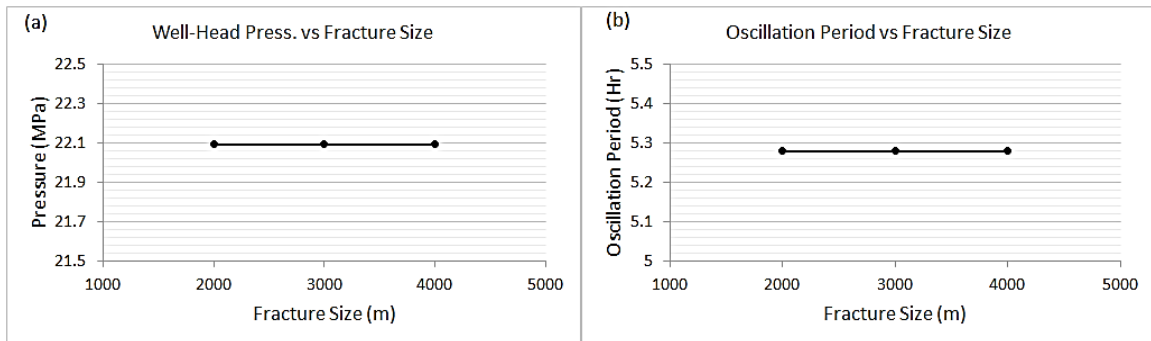 (a)
Well-Head Press. vs Fracture Size
Pressure (MPa)
22.5
22.3
22.1
21.9
21.7
21.5
1000 2000 3000 4000 5000
Fracture Size (m)
(b)
Oscillation Period vs Fracture Size
Oscillation Period (Hr)
5.5
5.4
5.3
5.2
5.1
5
1000 2000 3000 4000 5000
Fracture Size (m)